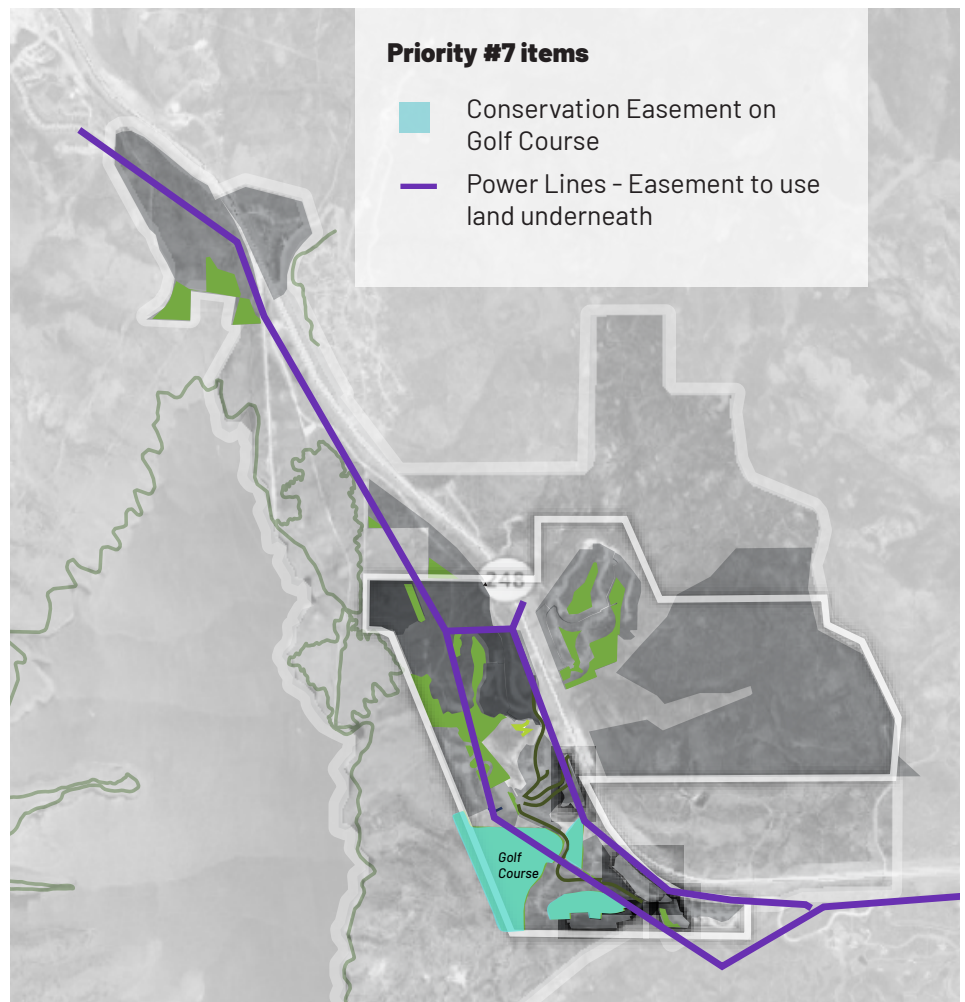 Priority #7 items
Conservation Easement on
Golf Course
Power Lines - Easement to use
land underneath
248
Golf
Course